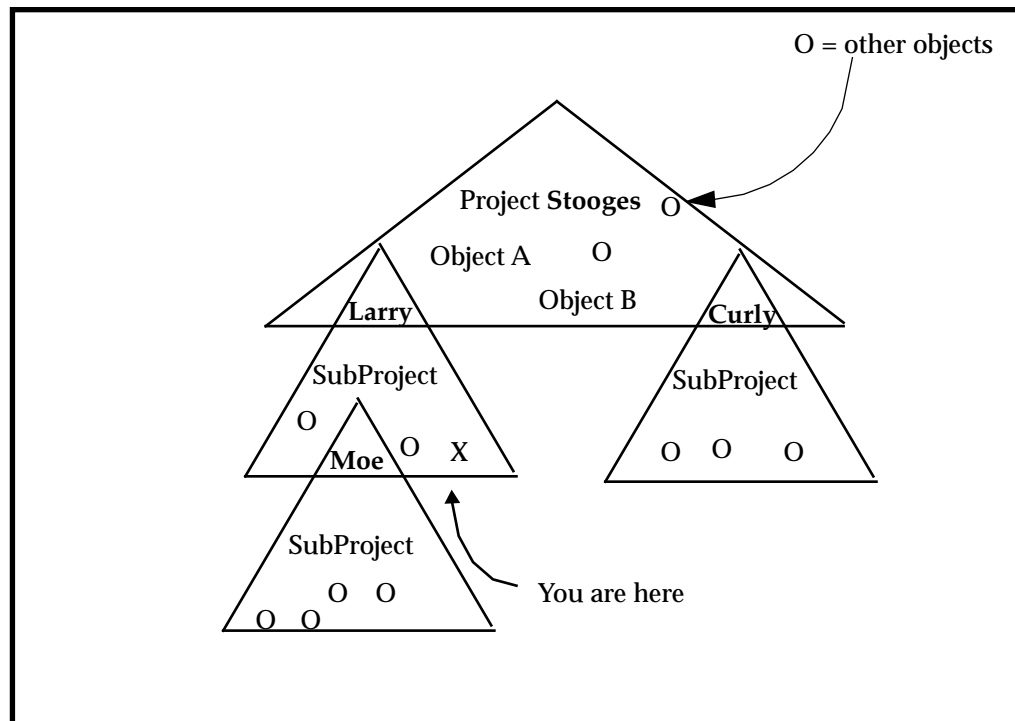 O = other objects
Project Stooges O
Object A O
Object B
Larry
Curly
SubProject
SubProject
O
O X
O O O
Moe
SubProject
O O
O O
You are here